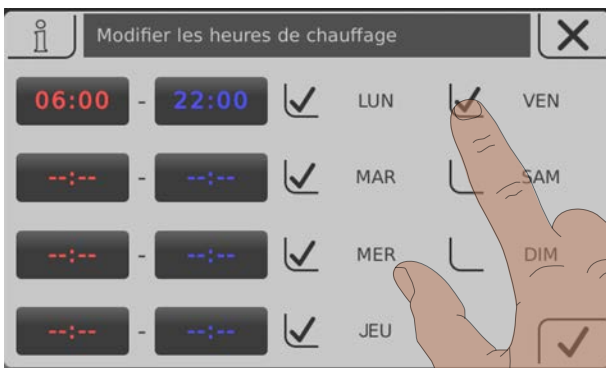 Modifier les heures de chauffage
06:00 - 22:00 LUN VEN
--:-- - --:-- MAR SAM
--:-- - --:-- MER DIM
--:-- - --:-- JEU